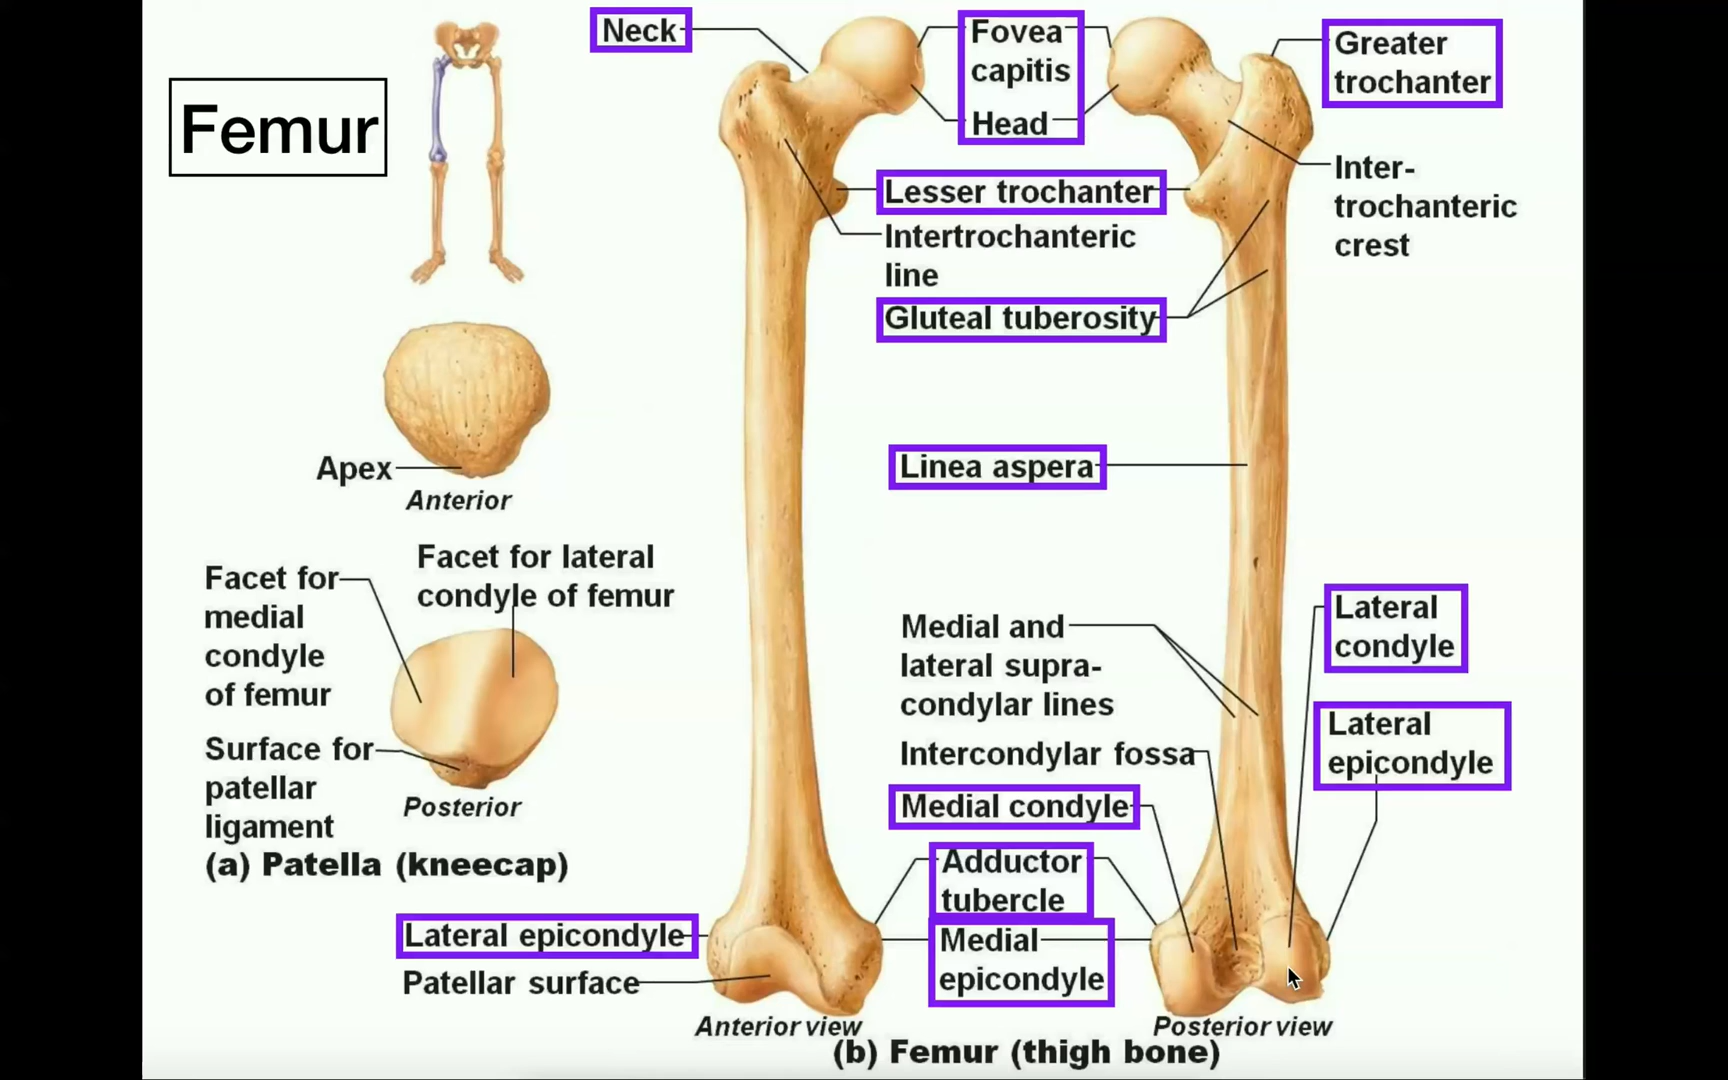 Femur
Neck
Fovea
capitis
Head
Greater
trochanter
Lesser trochanter
Inter-
trochanteric
crest
Intertrochanteric
line
Gluteal tuberosity
Apex
Anterior
Linea aspera
Facet for
medial
condyle
of femur
Facet for lateral
condyle of femur
Surface for
patellar
ligament
Posterior
(a) Patella (kneecap)
Medial and
lateral supra-
condylar lines
Intercondylar fossa
Medial condyle
Lateral
condyle
Lateral
epicondyle
Adductor
tubercle
Lateral epicondyle
Medial
epicondyle
Patellar surface
Anterior view
Posterior view
(b) Femur (thigh bone)